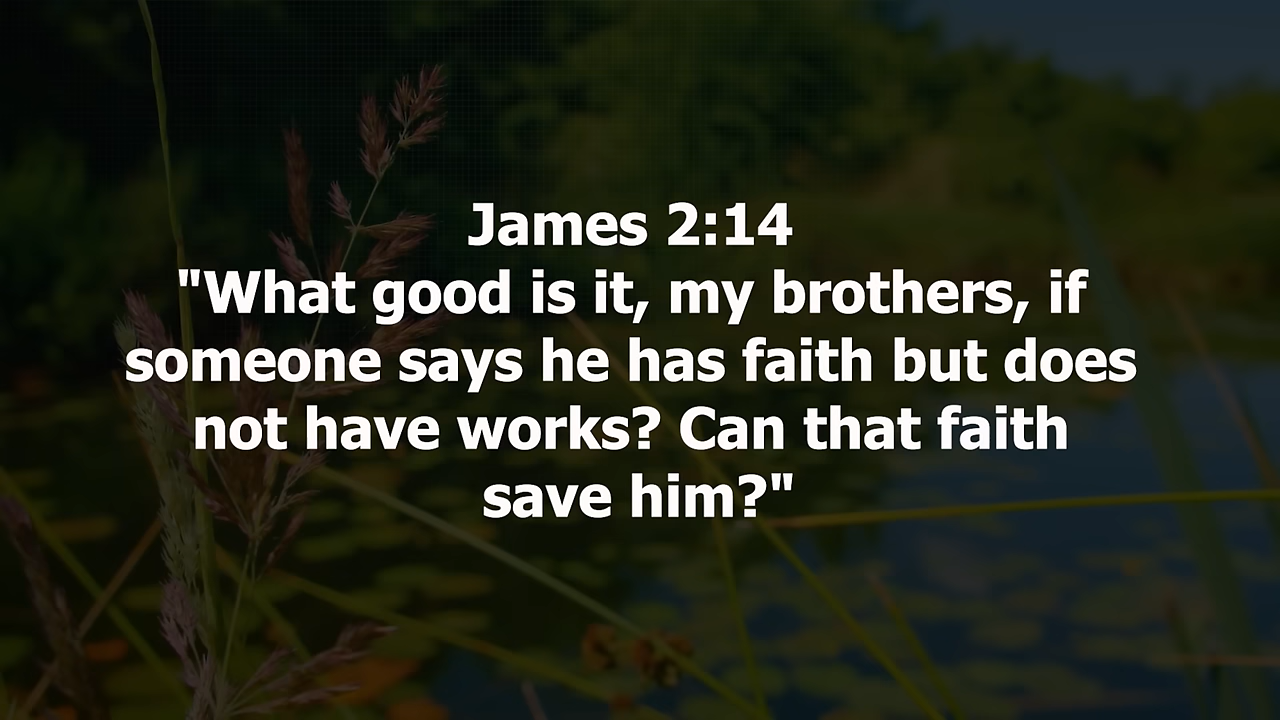 James 2:14
"What good is it, my brothers, if
someone says he has faith but does
not have works? Can that faith
save him?"